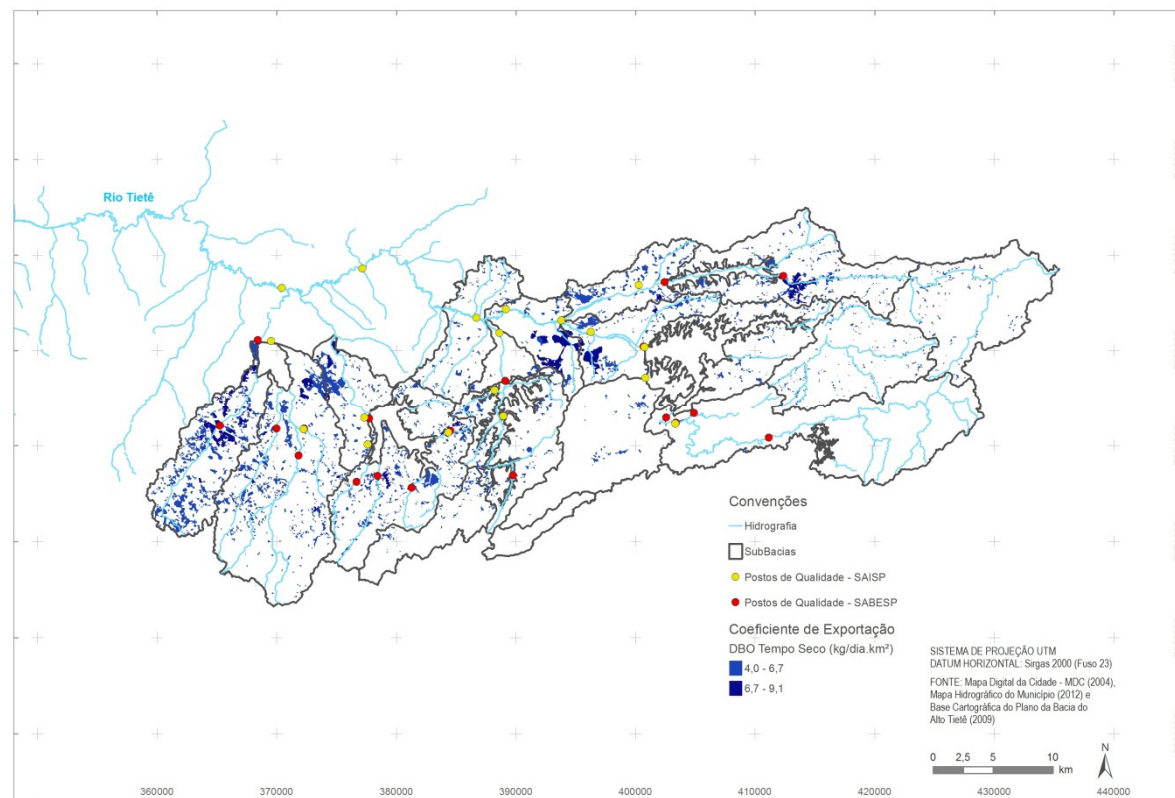 Rio Tietê
Convenções
Hidrografia
SubBacias
Postos de Qualidade - SAISP
Postos de Qualidade - SABESP
Coeficiente de Exportação
DBO Tempo Seco (kg/dia.km²)
4,0 - 6,7
6,7 - 9,1
SISTEMA DE PROJEÇÃO UTM
DATUM HORIZONTAL: Sirgas 2000 (Fuso 23)
FONTE: Mapa Digital da Cidade - MDC (2004),
Mapa Hidrográfico do Município (2012) e
Base Cartográfica do Plano da Bacia do
Alto Tietê (2009)
0 2,5 5 10
km
N
360000 370000 380000 390000 400000 410000 420000 430000 440000